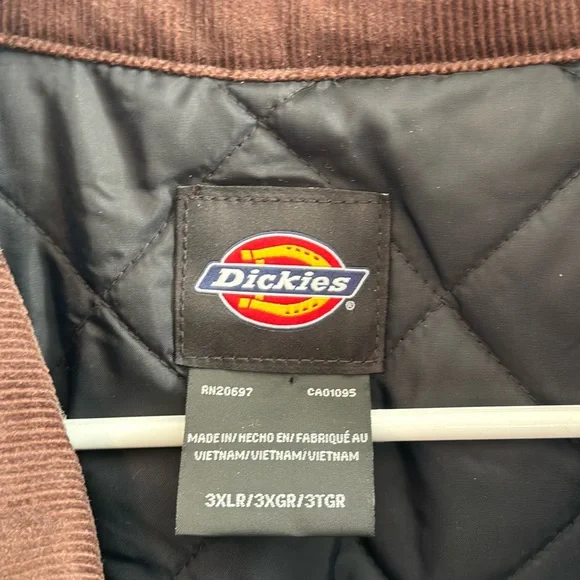 Dickies®
RN20697 CA01095
MADE IN/ HECHO EN/ FABRIQUÉ AU
VIETNAM/VIETNAM/VIETNAM
3XLR/3XGR/3TGR